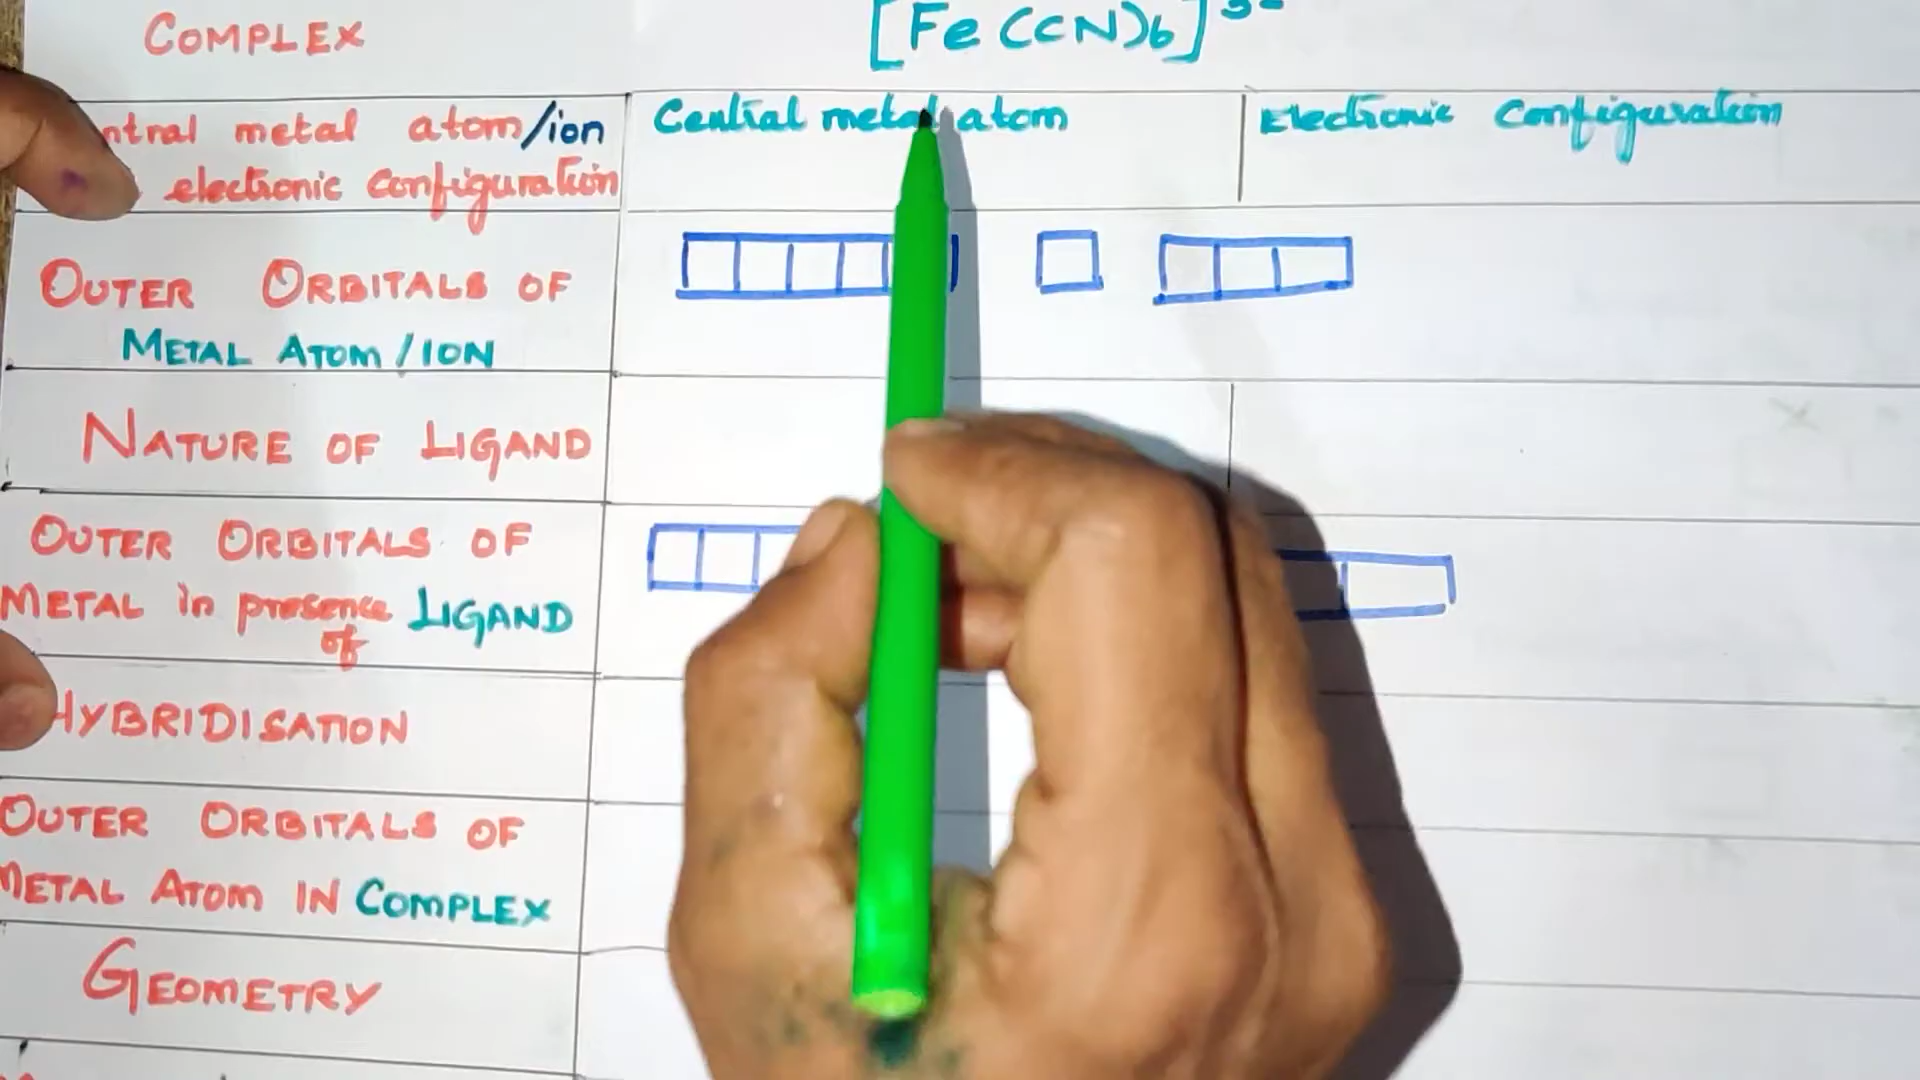 COMPLEX
[Fe(CN)6]3-
ntral metal atom/ion
electronic configuration
Central metal atom
Electronic Configuration
OUTER ORBITALS OF
METAL ATOM/ION
NATURE OF LIGAND
OUTER ORBITALS OF
METAL in presence of LIGAND
HYBRIDISATION
OUTER ORBITALS OF
METAL ATOM IN COMPLEX
GEOMETRY